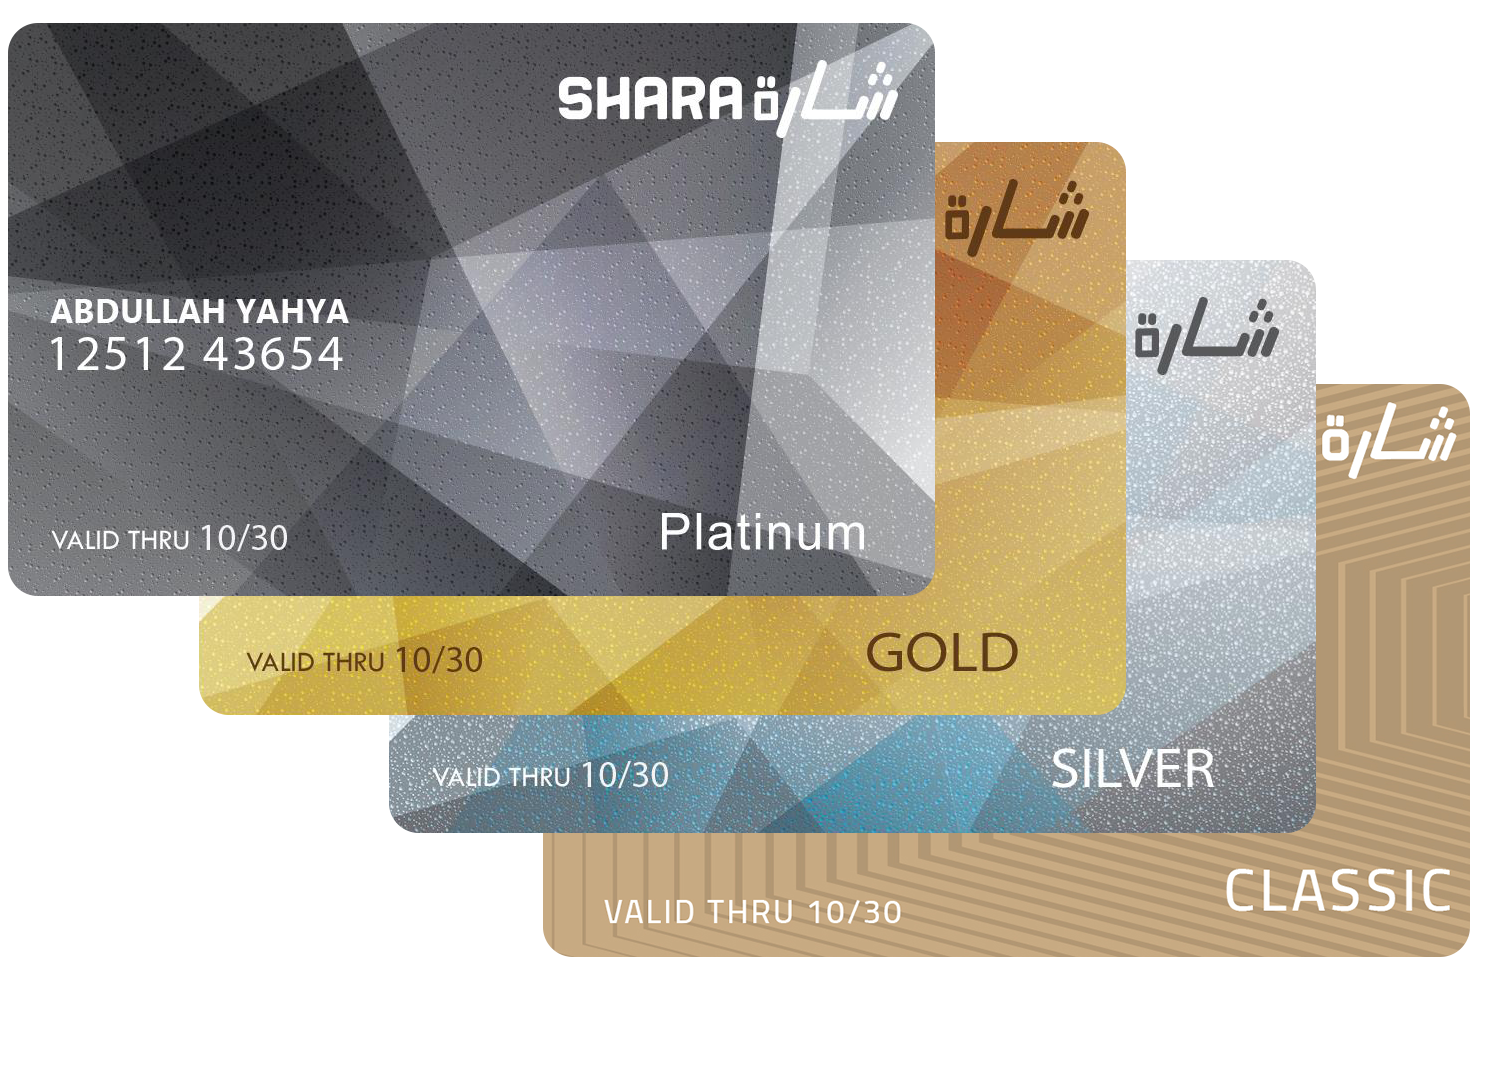 SHARA شارة
ABDULLAH YAHYA
12512 43654
VALID THRU 10/30
Platinum
شارة
VALID THRU 10/30
GOLD
شارة
VALID THRU 10/30
SILVER
شارة
VALID THRU 10/30
CLASSIC